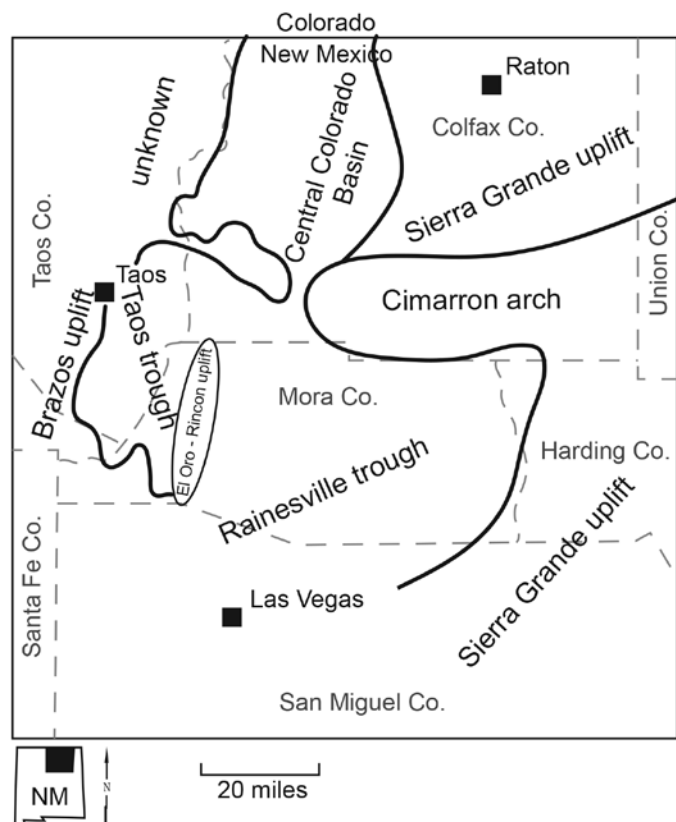 Colorado
New Mexico
unknown
Raton
Colfax Co.
Central Colorado
Basin
Sierra Grande uplift
Taos Co.
Union Co.
Taos
Cimarron arch
Brazos uplift
Taos trough
El Oro - Rincon uplift
Mora Co.
Harding Co.
Rainesville trough
Santa Fe Co.
Las Vegas
Sierra Grande uplift
San Miguel Co.
NM
N
20 miles